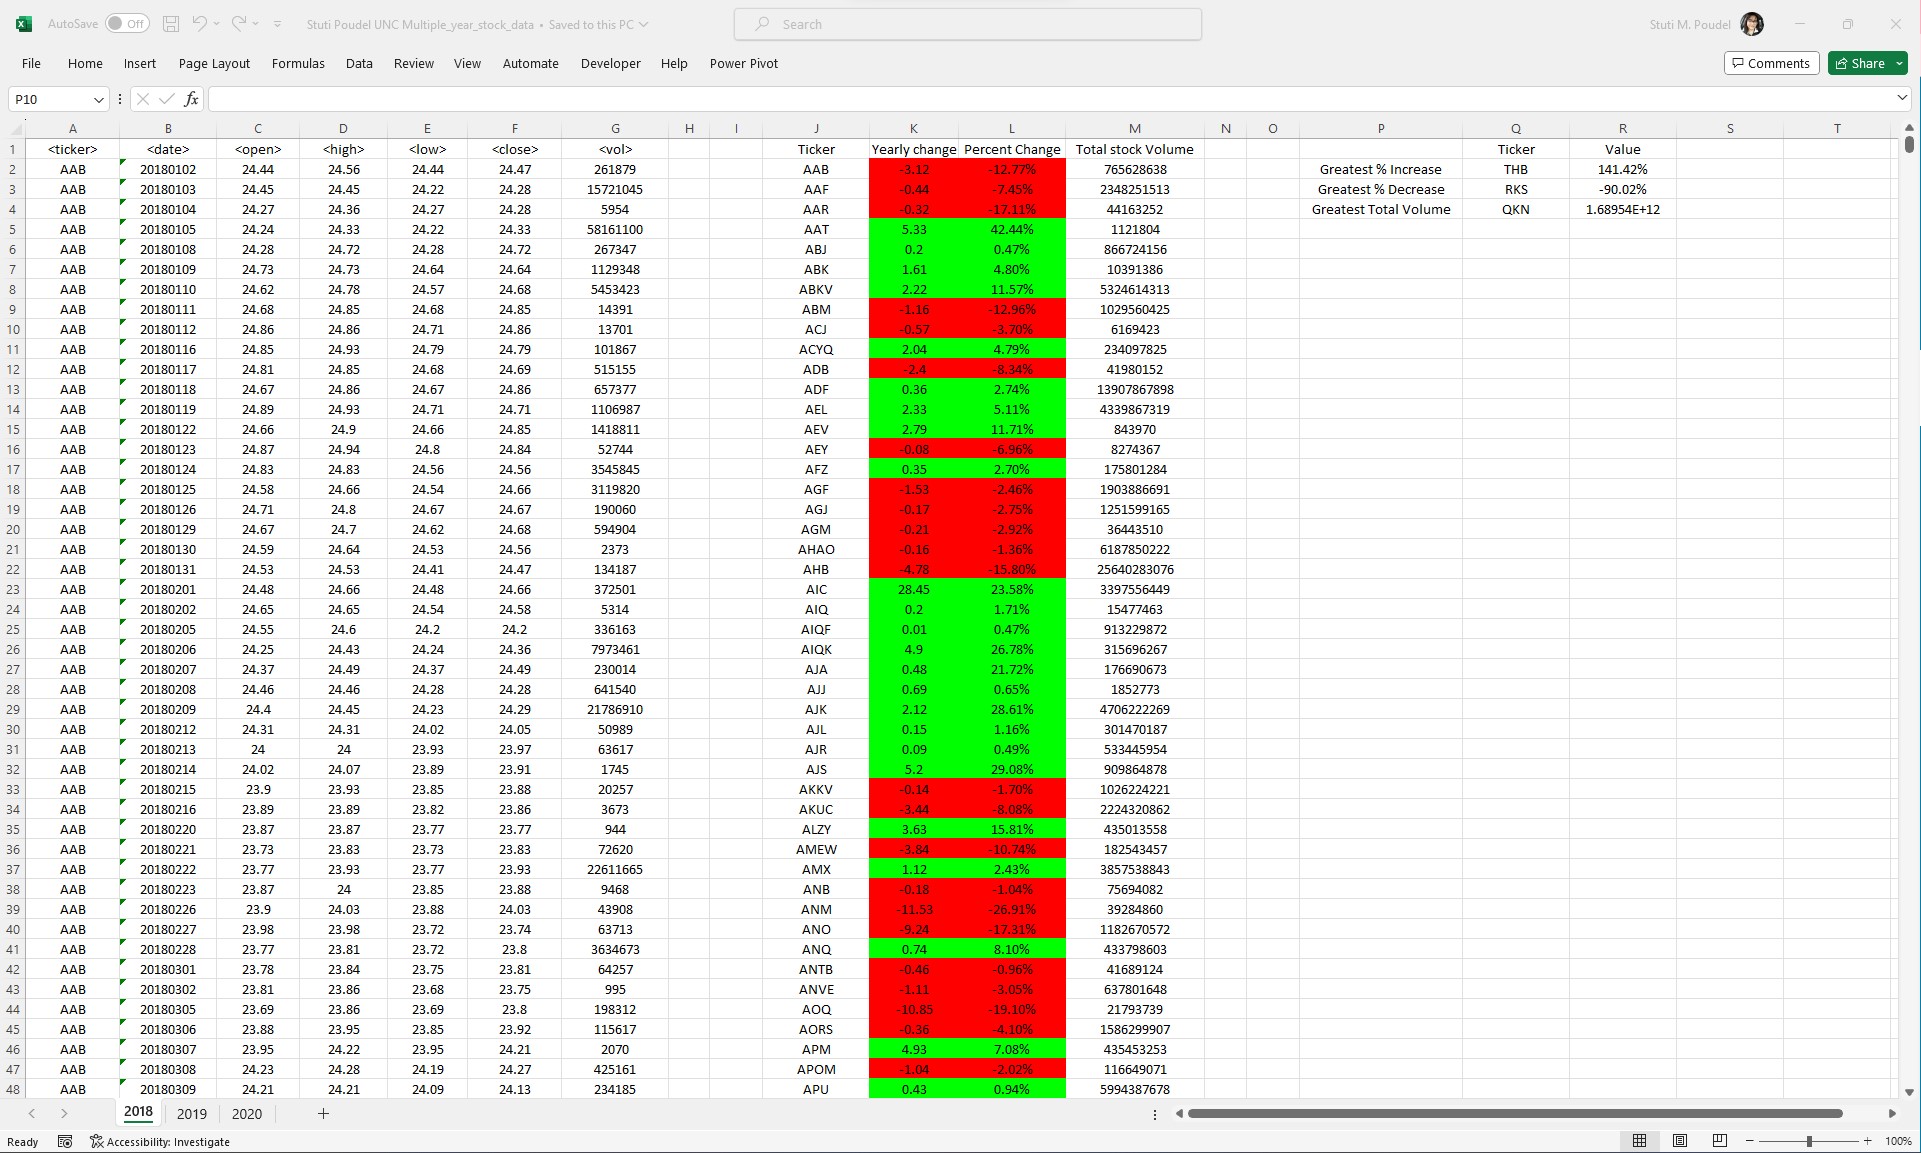 AutoSave Off Stuti Poudel UNC Multiple_year_stock_data • Saved to this PC Search Stuti M. Poudel
File Home Insert Page Layout Formulas Data Review View Automate Developer Help Power Pivot Comments Share
P10 fx
A B C D E F G H I J K L M N O P Q R S T
1 <ticker> <date> <open> <high> <low> <close> <vol> Ticker Yearly change Percent Change Total stock Volume Ticker Value
2 AAB 20180102 24.44 24.56 24.44 24.47 261879 AAB -3.12 -12.77% 765628638 Greatest % Increase THB 141.42%
3 AAB 20180103 24.45 24.45 24.22 24.28 15721045 AAF -0.44 -7.45% 2348251513 Greatest % Decrease RKS -90.02%
4 AAB 20180104 24.27 24.36 24.27 24.28 5954 AAR -0.32 -17.11% 44163252 Greatest Total Volume QKN 1.68954E+12
5 AAB 20180105 24.24 24.33 24.22 24.33 58161100 AAT 5.33 42.44% 1121804
6 AAB 20180108 24.28 24.72 24.28 24.72 267347 ABJ 0.2 0.47% 866724156
7 AAB 20180109 24.73 24.73 24.64 24.64 1129348 ABK 1.61 4.80% 10391386
8 AAB 20180110 24.62 24.78 24.57 24.68 5453423 ABKV 2.22 11.57% 5324614313
9 AAB 20180111 24.68 24.85 24.68 24.85 14391 ABM -1.16 -12.96% 1029560425
10 AAB 20180112 24.86 24.86 24.71 24.86 13701 ACJ -0.57 -3.70% 6169423
11 AAB 20180116 24.85 24.93 24.79 24.79 101867 ACYQ 2.04 4.79% 234097825
12 AAB 20180117 24.81 24.85 24.68 24.69 515155 ADB -2.4 -8.34% 41980152
13 AAB 20180118 24.67 24.86 24.67 24.86 657377 ADF 0.36 2.74% 13907867898
14 AAB 20180119 24.89 24.93 24.71 24.71 1106987 AEL 2.33 5.11% 4339867319
15 AAB 20180122 24.66 24.9 24.66 24.85 1418811 AEV 2.79 11.71% 843970
16 AAB 20180123 24.87 24.94 24.8 24.84 52744 AEY -0.08 -6.96% 8274367
17 AAB 20180124 24.83 24.83 24.56 24.56 3545845 AFZ 0.35 2.70% 175801284
18 AAB 20180125 24.58 24.66 24.54 24.66 3119820 AGF -1.53 -2.46% 1903886691
19 AAB 20180126 24.71 24.8 24.67 24.67 190060 AGJ -0.17 -2.75% 1251599165
20 AAB 20180129 24.67 24.7 24.62 24.68 594904 AGM -0.21 -2.92% 36443510
21 AAB 20180130 24.59 24.64 24.53 24.56 2373 AHAO -0.16 -1.36% 6187850222
22 AAB 20180131 24.53 24.53 24.41 24.47 134187 AHB -4.78 -15.80% 25640283076
23 AAB 20180201 24.48 24.66 24.48 24.66 372501 AIC 28.45 23.58% 3397556449
24 AAB 20180202 24.65 24.65 24.54 24.58 5314 AIQ 0.2 1.71% 15477463
25 AAB 20180205 24.55 24.6 24.2 24.2 336163 AIQF 0.01 0.47% 913229872
26 AAB 20180206 24.25 24.43 24.24 24.36 7973461 AIQK 4.9 26.78% 315696267
27 AAB 20180207 24.37 24.49 24.37 24.49 230014 AJA 0.48 21.72% 176690673
28 AAB 20180208 24.46 24.46 24.28 24.28 641540 AJJ 0.69 0.65% 1852773
29 AAB 20180209 24.4 24.45 24.23 24.29 21786910 AJK 2.12 28.61% 4706222269
30 AAB 20180212 24.31 24.31 24.02 24.05 50989 AJL 0.15 1.16% 301470187
31 AAB 20180213 24 24 23.93 23.97 63617 AJR 0.09 0.49% 533445954
32 AAB 20180214 24.02 24.07 23.89 23.91 1745 AJS 5.2 29.08% 909864878
33 AAB 20180215 23.9 23.93 23.85 23.88 20257 AKKV -0.14 -1.70% 1026224221
34 AAB 20180216 23.89 23.89 23.82 23.86 3673 AKUC -3.44 -8.08% 2224320862
35 AAB 20180220 23.87 23.87 23.77 23.77 944 ALZY 3.63 15.81% 435013558
36 AAB 20180221 23.73 23.83 23.73 23.83 72620 AMEW -3.84 -10.74% 182543457
37 AAB 20180222 23.77 23.93 23.77 23.93 22611665 AMX 1.12 2.43% 3857538843
38 AAB 20180223 23.87 24 23.85 23.88 9468 ANB -0.18 -1.04% 75694082
39 AAB 20180226 23.9 24.03 23.88 24.03 43908 ANM -11.53 -26.91% 39284860
40 AAB 20180227 23.98 23.98 23.72 23.74 63713 ANO -9.24 -17.31% 1182670572
41 AAB 20180228 23.77 23.81 23.72 23.8 3634673 ANQ 0.74 8.10% 433798603
42 AAB 20180301 23.78 23.84 23.75 23.81 64257 ANTB -0.46 -0.96% 41689124
43 AAB 20180302 23.81 23.86 23.68 23.75 995 ANVE -1.11 -3.05% 637801648
44 AAB 20180305 23.69 23.86 23.69 23.8 198312 AOQ -10.85 -19.10% 21793739
45 AAB 20180306 23.88 23.95 23.85 23.92 115617 AORS -0.36 -4.10% 1586299907
46 AAB 20180307 23.95 24.22 23.95 24.21 2070 APM 4.93 7.08% 435453253
47 AAB 20180308 24.23 24.28 24.19 24.27 425161 APOM -1.04 -2.02% 116649071
48 AAB 20180309 24.21 24.21 24.09 24.13 234185 APU 0.43 0.94% 5994387678
2018 2019 2020
Ready Accessibility: Investigate 100%